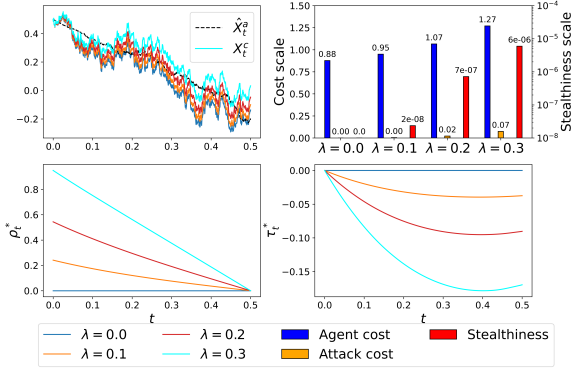 0.4
0.2
0.0
−0.2
0.0 0.1 0.2 0.3 0.4 0.5
X̂ₜᵃ
Xₜᶜ
Cost scale
1.50
1.25
1.00
0.75
0.50
0.25
0.00
0.88
0.00
0.00
0.95
0.00
2e-08
1.07
0.02
7e-07
1.27
0.07
6e-06
λ = 0.0 λ = 0.1 λ = 0.2 λ = 0.3
10⁻⁴
10⁻⁵
10⁻⁶
10⁻⁷
10⁻⁸
Stealthiness scale
ρₜ*
0.8
0.6
0.4
0.2
0.0
0.0 0.1 0.2 0.3 0.4 0.5
t
τₜ*
0.00
−0.05
−0.10
−0.15
0.0 0.1 0.2 0.3 0.4 0.5
t
λ = 0.0 λ = 0.2 Agent cost Stealthiness
λ = 0.1 λ = 0.3 Attack cost